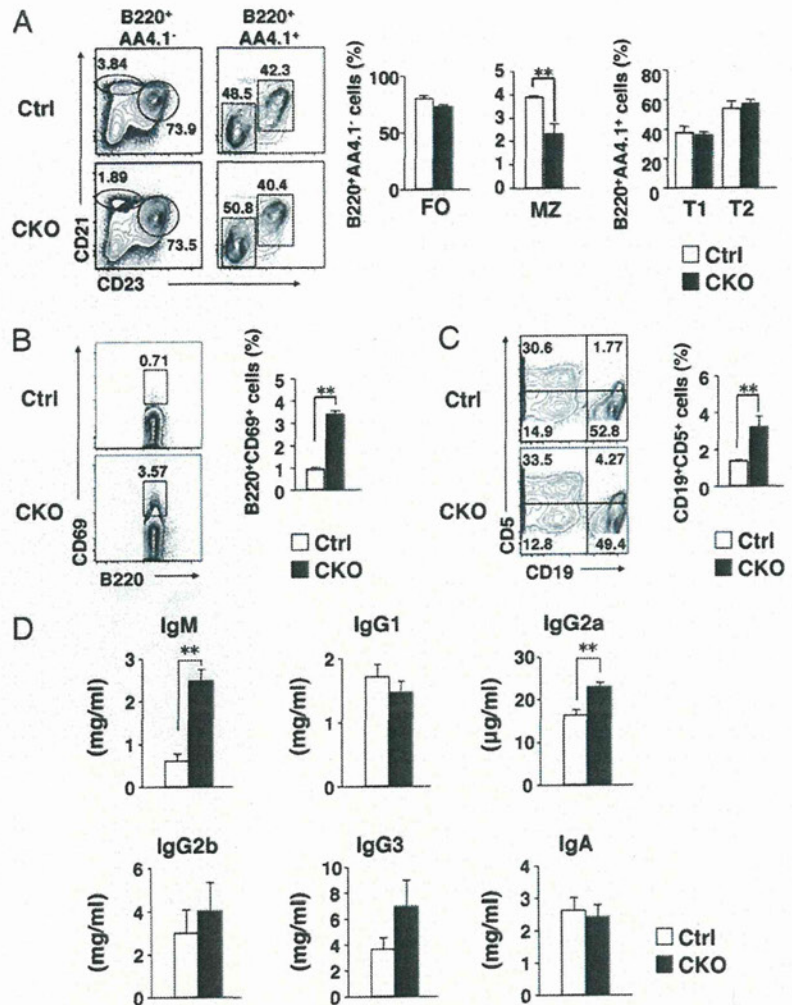 A
B220+ AA4.1-
B220+ AA4.1+
Ctrl
3.84
73.9
48.5
42.3
CKO
1.89
73.5
50.8
40.4
CD21
CD23
B220+AA4.1- cells (%)
100
50
0
FO
**
5
4
3
2
1
0
MZ
B220+AA4.1+ cells (%)
80
60
40
20
0
T1 T2
Ctrl
CKO
B
Ctrl
0.71
CKO
3.57
CD69
B220
B220+CD69+ cells (%)
5
4
3
2
1
0
**
Ctrl
CKO
C
Ctrl
30.6
1.77
14.9
52.8
CKO
33.5
4.27
12.8
49.4
CD5
CD19
CD19+CD5+ cells (%)
6
4
2
0
**
Ctrl
CKO
D
IgM
(mg/ml)
3
2
1
0
**
IgG1
(mg/ml)
2
1
0
IgG2a
(µg/ml)
30
20
10
0
**
IgG2b
(mg/ml)
6
4
2
0
IgG3
(mg/ml)
10
8
6
4
2
0
IgA
(mg/ml)
4
3
2
1
0
Ctrl
CKO